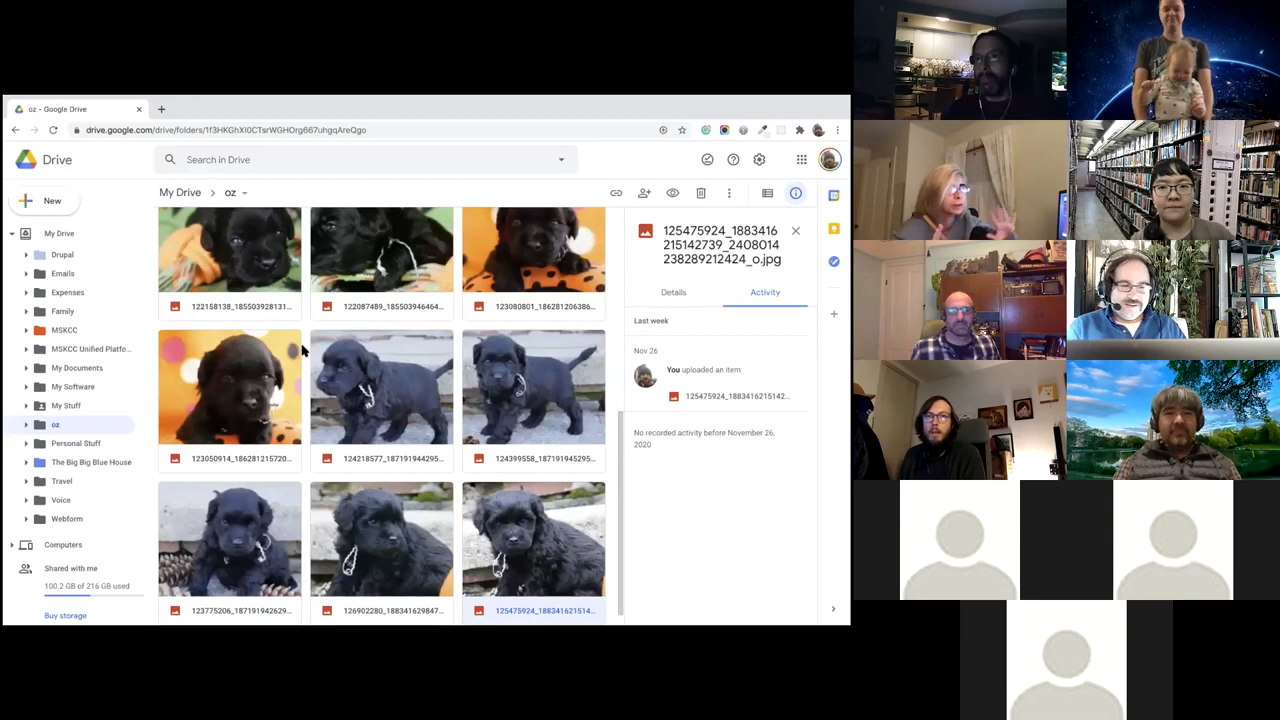 oz - Google Drive
drive.google.com/drive/folders/1f3HKGhXI0CTsrWGHOrg667uhgqAreQgo
Drive
Search in Drive
New
My Drive
oz
My Drive
Drupal
Emails
Expenses
Family
MSKCC
MSKCC Unified Platfo...
My Documents
My Software
My Stuff
oz
Personal Stuff
The Big Big Blue House
Travel
Voice
Webform
Computers
Shared with me
100.2 GB of 216 GB used
Buy storage
122158138_185503928131...
122087489_185503946464...
123080801_186281206386...
123050914_186281215720...
124218577_187191944295...
124399558_187191945295...
123775206_187191942629...
126902280_188341629847...
125475924_188341621514...
125475924_1883416
215142739_2408014
238289212424_o.jpg
Details
Activity
Last week
Nov 26
You uploaded an item
125475924_1883416215142...
No recorded activity before November 26,
2020